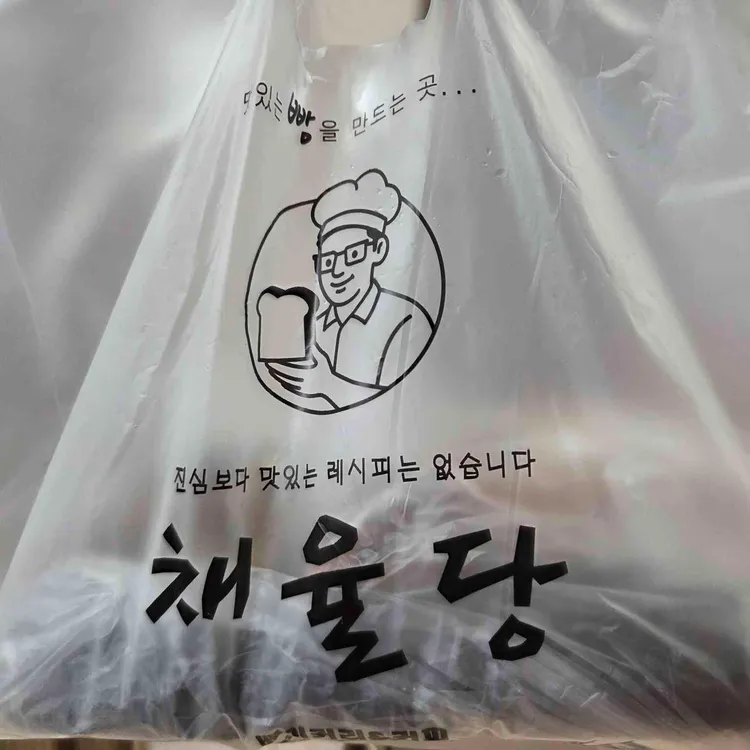 맛있는 빵을 만드는 곳...
진심보다 맛있는 레시피는 없습니다
채율당